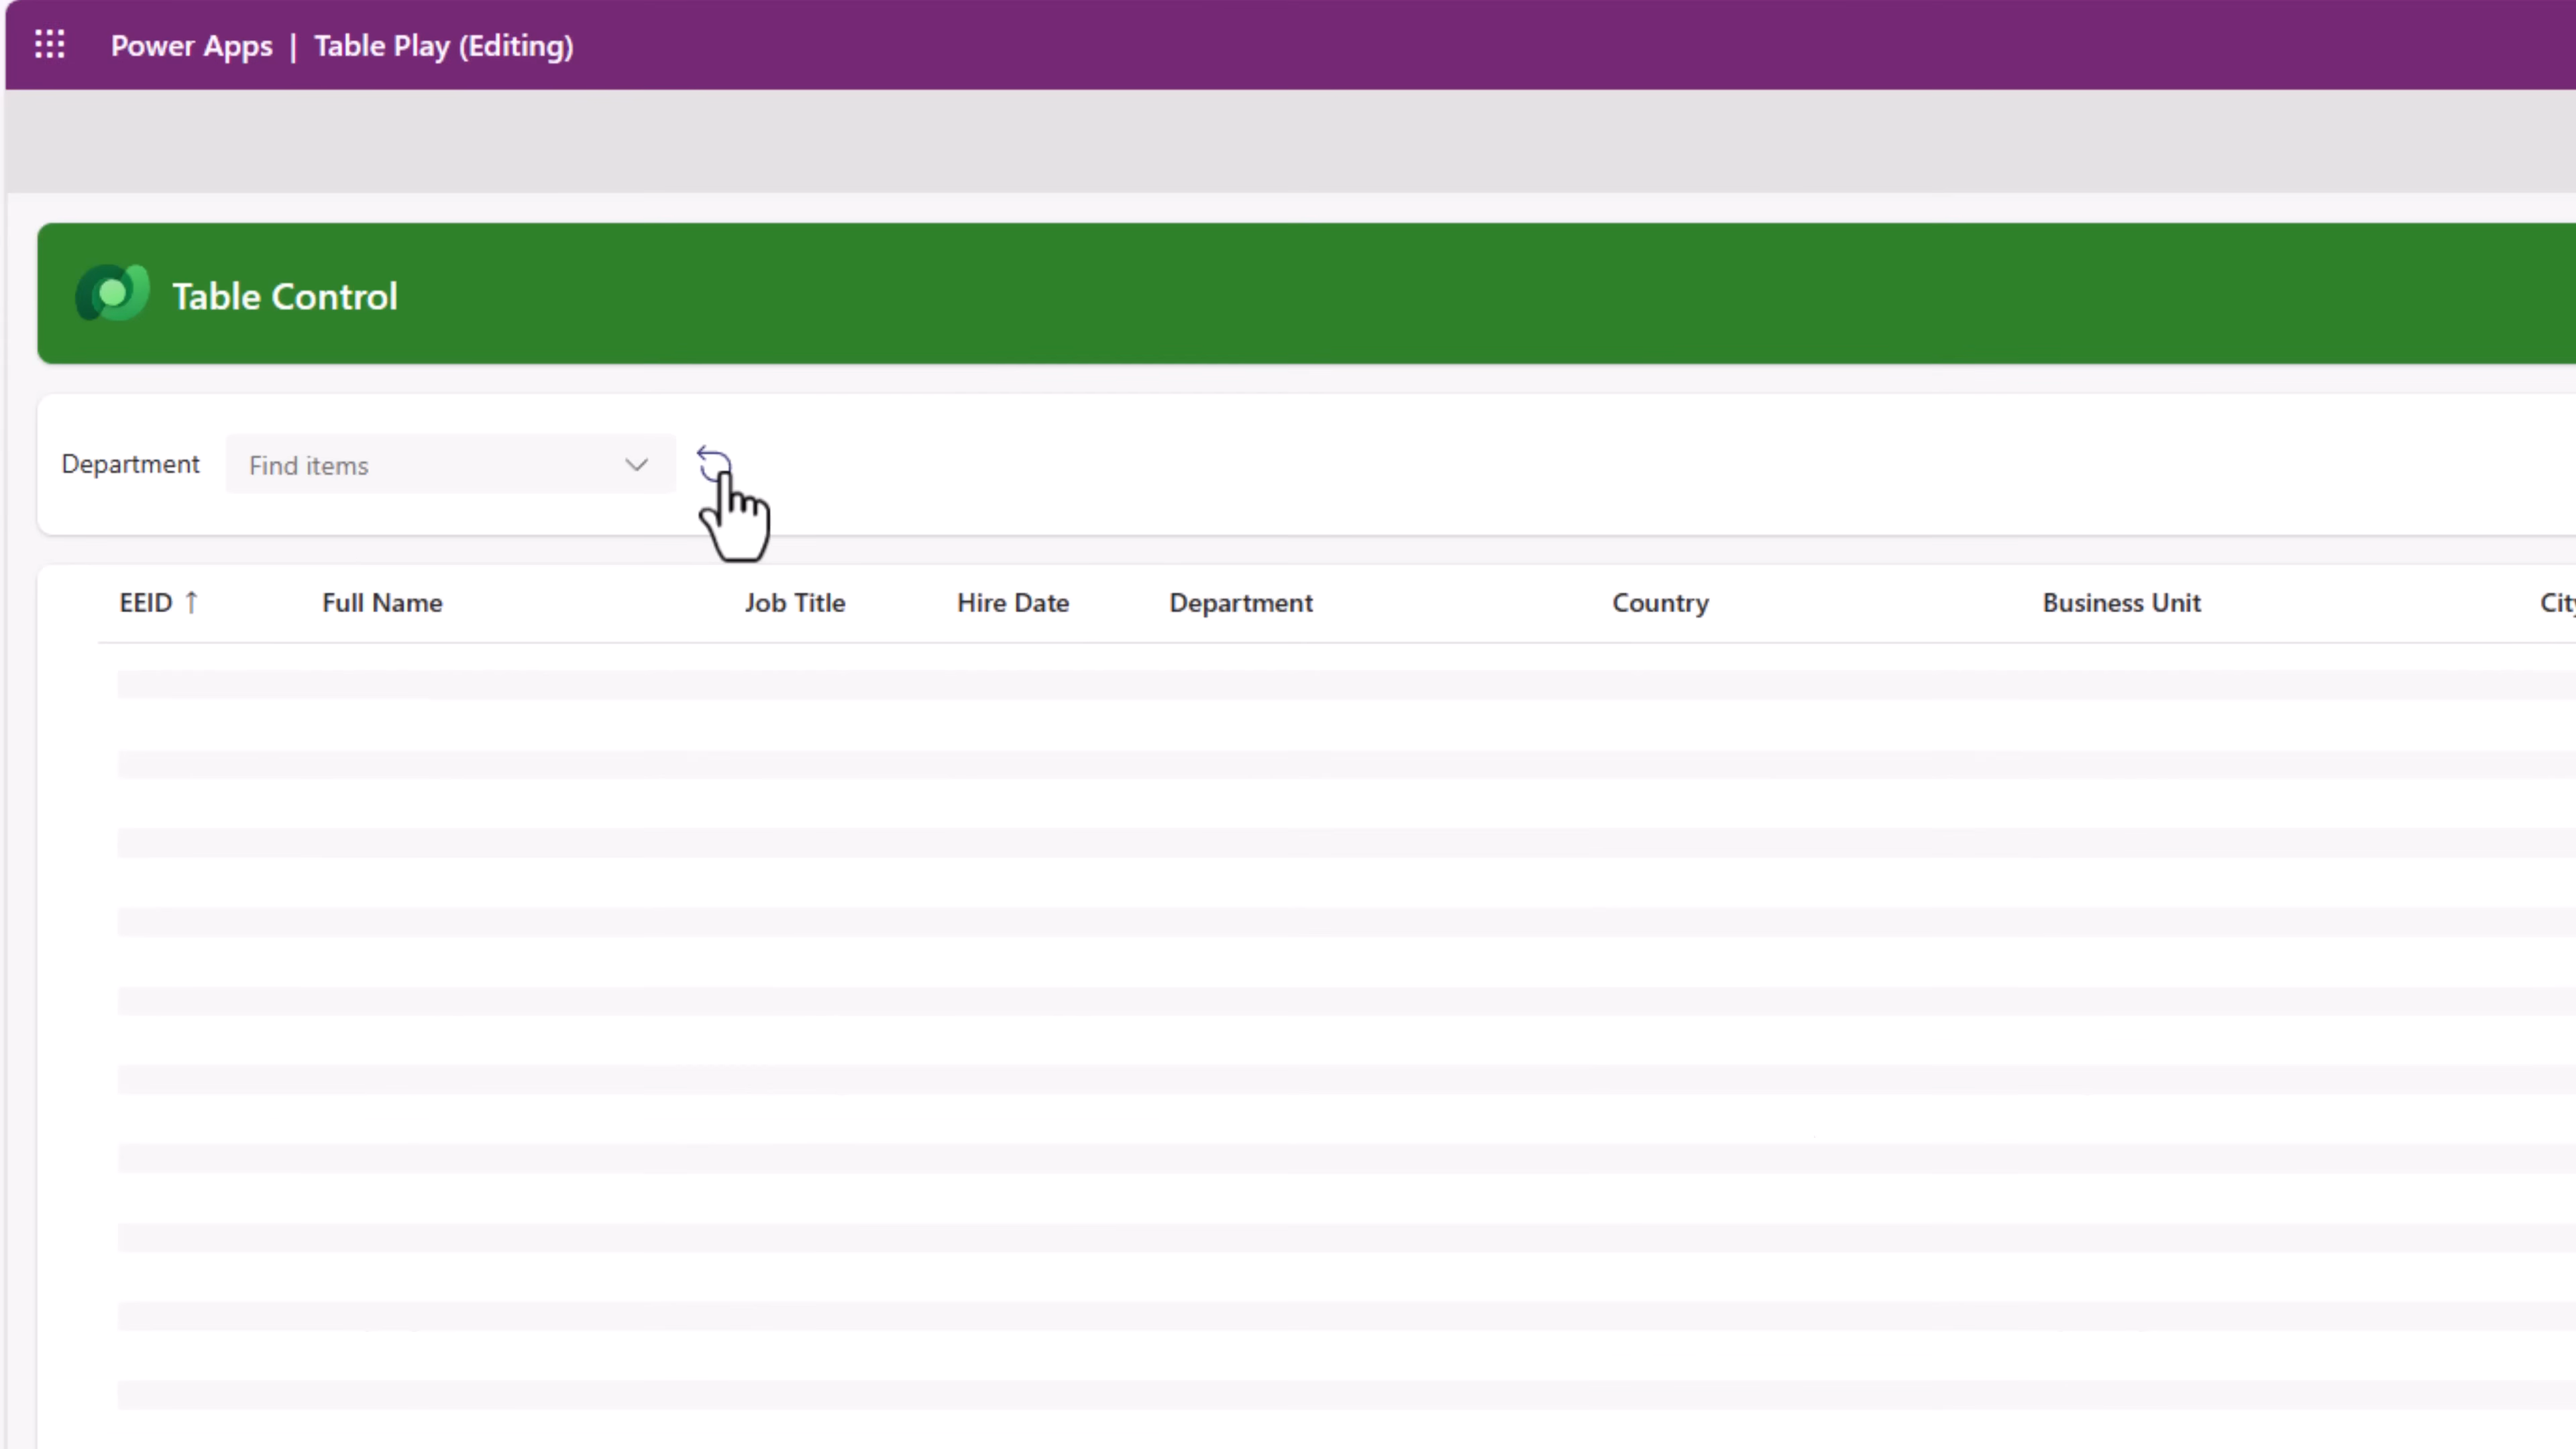 Power Apps | Table Play (Editing)
Table Control
Department Find items
EEID ↑ Full Name Job Title Hire Date Department Country Business Unit City